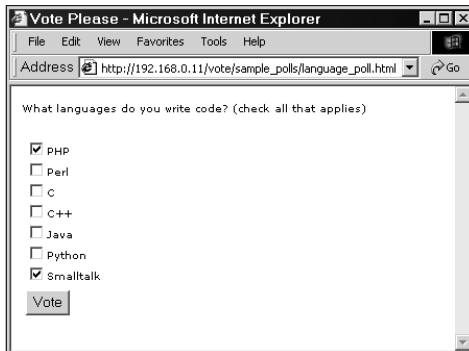 Vote Please - Microsoft Internet Explorer
File Edit View Favorites Tools Help
Address http://192.168.0.11/vote/sample_polls/language_poll.html Go
What languages do you write code? (check all that applies)
PHP
Perl
C
C++
Java
Python
Smalltalk
Vote